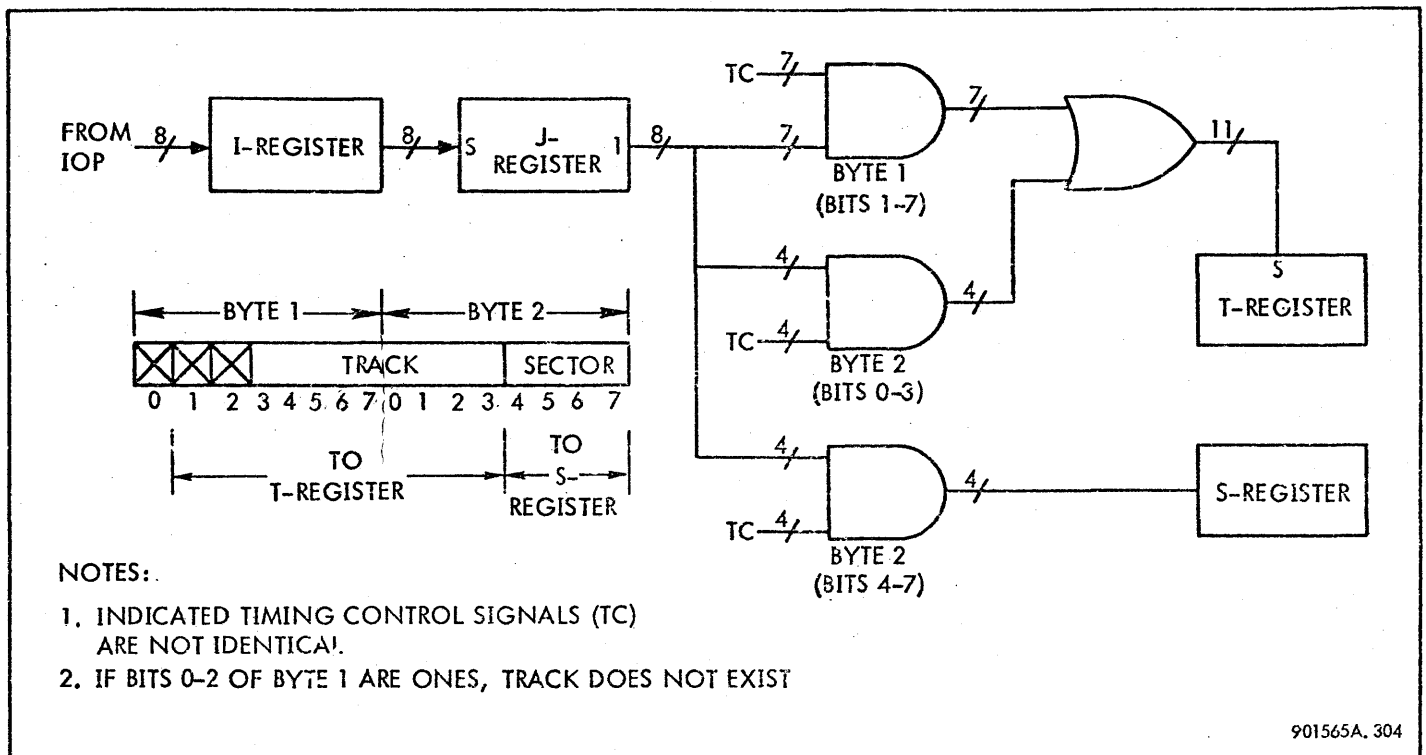 FROM
IOP
8
I-REGISTER
8
S
J-
REGISTER
1
8
TC
7
7
7
BYTE 1
(BITS 1-7)
11
4
TC
4
4
BYTE 2
(BITS 0-3)
S
T-REGISTER
4
TC
4
4
BYTE 2
(BITS 4-7)
S-REGISTER
BYTE 1
BYTE 2
TRACK
SECTOR
0 1 2 3 4 5 6 7 0 1 2 3 4 5 6 7
TO
T-REGISTER
TO
S-
REGISTER
NOTES:
1. INDICATED TIMING CONTROL SIGNALS (TC)
ARE NOT IDENTICAL.
2. IF BITS 0-2 OF BYTE 1 ARE ONES, TRACK DOES NOT EXIST
901565A. 304